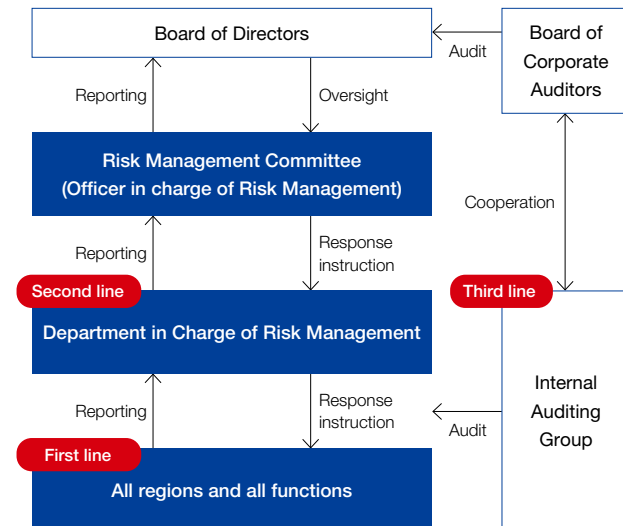 Board of Directors
Board of
Corporate
Auditors
Audit
Reporting
Oversight
Risk Management Committee
(Officer in charge of Risk Management)
Cooperation
Reporting
Response
instruction
Second line
Third line
Department in Charge of Risk Management
Internal
Auditing
Group
Reporting
Response
instruction
Audit
First line
All regions and all functions